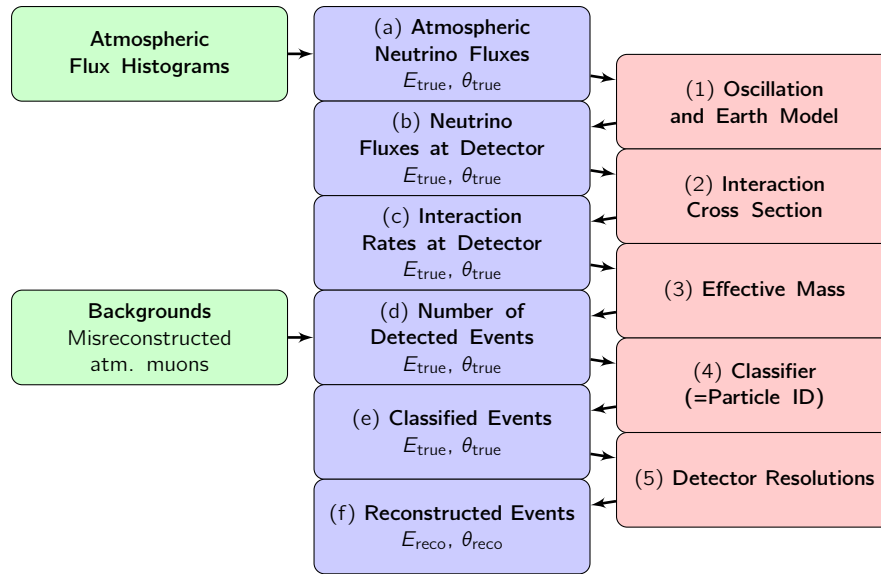 Atmospheric
Flux Histograms
(a) Atmospheric
Neutrino Fluxes
E_true, θ_true
(1) Oscillation
and Earth Model
(b) Neutrino
Fluxes at Detector
E_true, θ_true
(2) Interaction
Cross Section
(c) Interaction
Rates at Detector
E_true, θ_true
(3) Effective Mass
Backgrounds
Misreconstructed
atm. muons
(d) Number of
Detected Events
E_true, θ_true
(4) Classifier
(=Particle ID)
(e) Classified Events
E_true, θ_true
(5) Detector Resolutions
(f) Reconstructed Events
E_reco, θ_reco